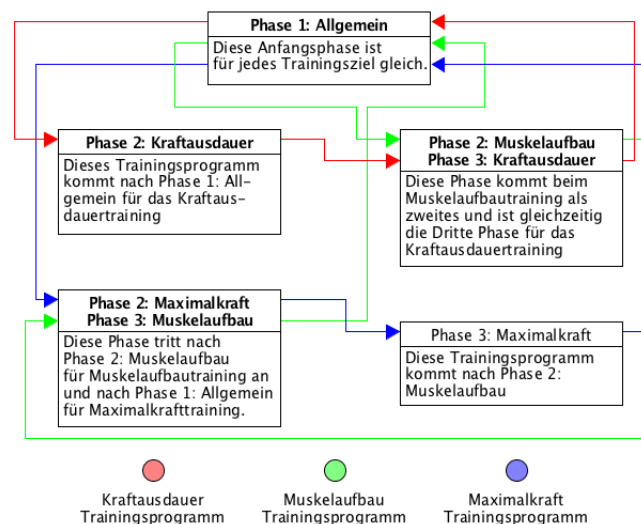 Phase 1: Allgemein
Diese Anfangsphase ist
für jedes Trainingsziel gleich.
Phase 2: Kraftausdauer
Dieses Trainingsprogramm
kommt nach Phase 1: All-
gemein für das Kraftaus-
dauertraining
Phase 2: Muskelaufbau
Phase 3: Kraftausdauer
Diese Phase kommt beim
Muskelaufbautraining als
zweites und ist gleichzeitig
die Dritte Phase für das
Kraftausdauertraining
Phase 2: Maximalkraft
Phase 3: Muskelaufbau
Diese Phase tritt nach
Phase 2: Muskelaufbau
für Muskelaufbautraining an
und nach Phase 1: Allgemein
für Maximalkrafttraining.
Phase 3: Maximalkraft
Diese Trainingsprogramm
kommt nach Phase 2:
Muskelaufbau
Kraftausdauer
Trainingsprogramm
Muskelaufbau
Trainingsprogramm
Maximalkraft
Trainingsprogramm